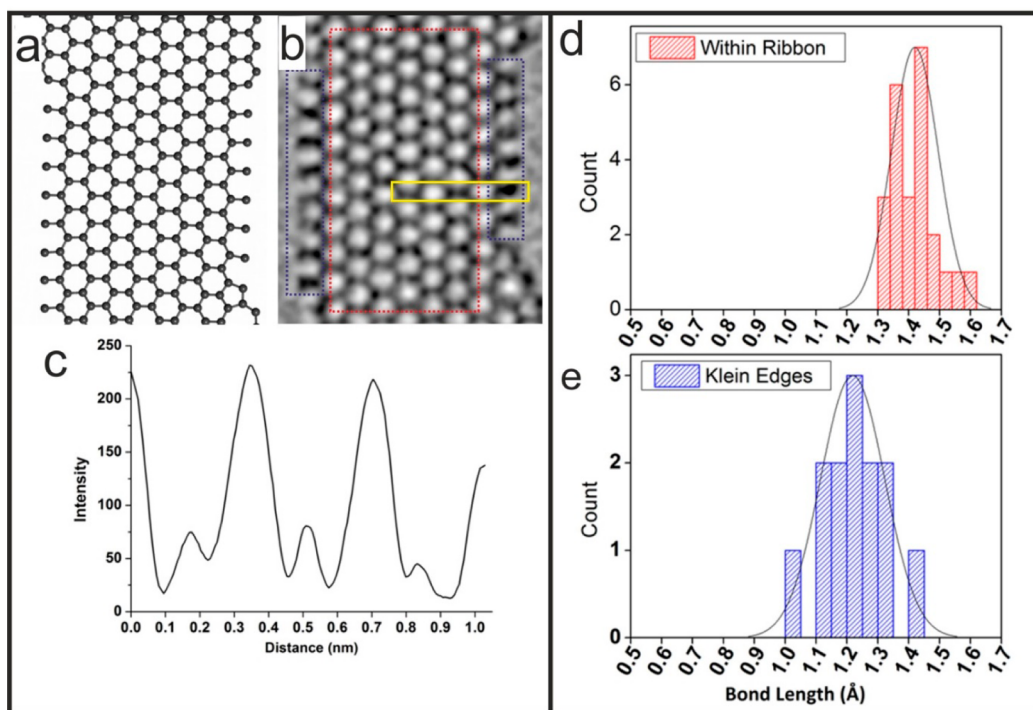 a
b
c
250
200
150
100
50
0
Intensity
0.0 0.1 0.2 0.3 0.4 0.5 0.6 0.7 0.8 0.9 1.0
Distance (nm)
d
Within Ribbon
6
4
2
0
Count
0.5 0.6 0.7 0.8 0.9 1.0 1.1 1.2 1.3 1.4 1.5 1.6 1.7
e
Klein Edges
3
2
1
0
Count
0.5 0.6 0.7 0.8 0.9 1.0 1.1 1.2 1.3 1.4 1.5 1.6 1.7
Bond Length (Å)